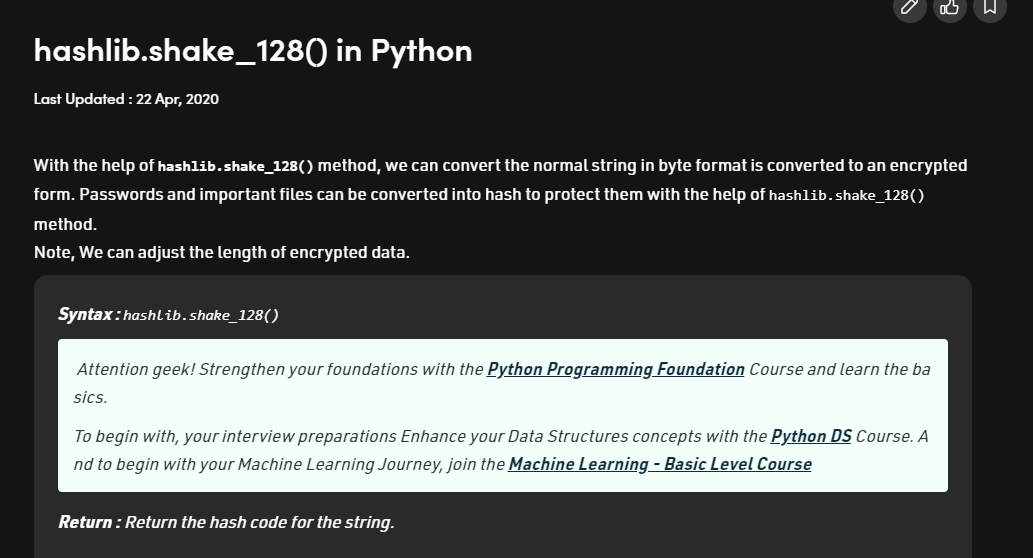 hashlib.shake_128() in Python
Last Updated : 22 Apr, 2020
With the help of hashlib.shake_128() method, we can convert the normal string in byte format is converted to an encrypted
form. Passwords and important files can be converted into hash to protect them with the help of hashlib.shake_128()
method.
Note, We can adjust the length of encrypted data.
Syntax : hashlib.shake_128()
Attention geek! Strengthen your foundations with the Python Programming Foundation Course and learn the ba
sics.
To begin with, your interview preparations Enhance your Data Structures concepts with the Python DS Course. A
nd to begin with your Machine Learning Journey, join the Machine Learning - Basic Level Course
Return : Return the hash code for the string.